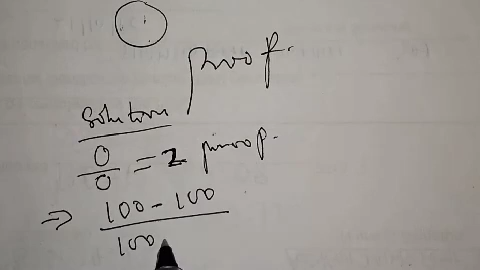 proof.
Solution
0/0 = 2 proof.
⇒ 100 - 100
100